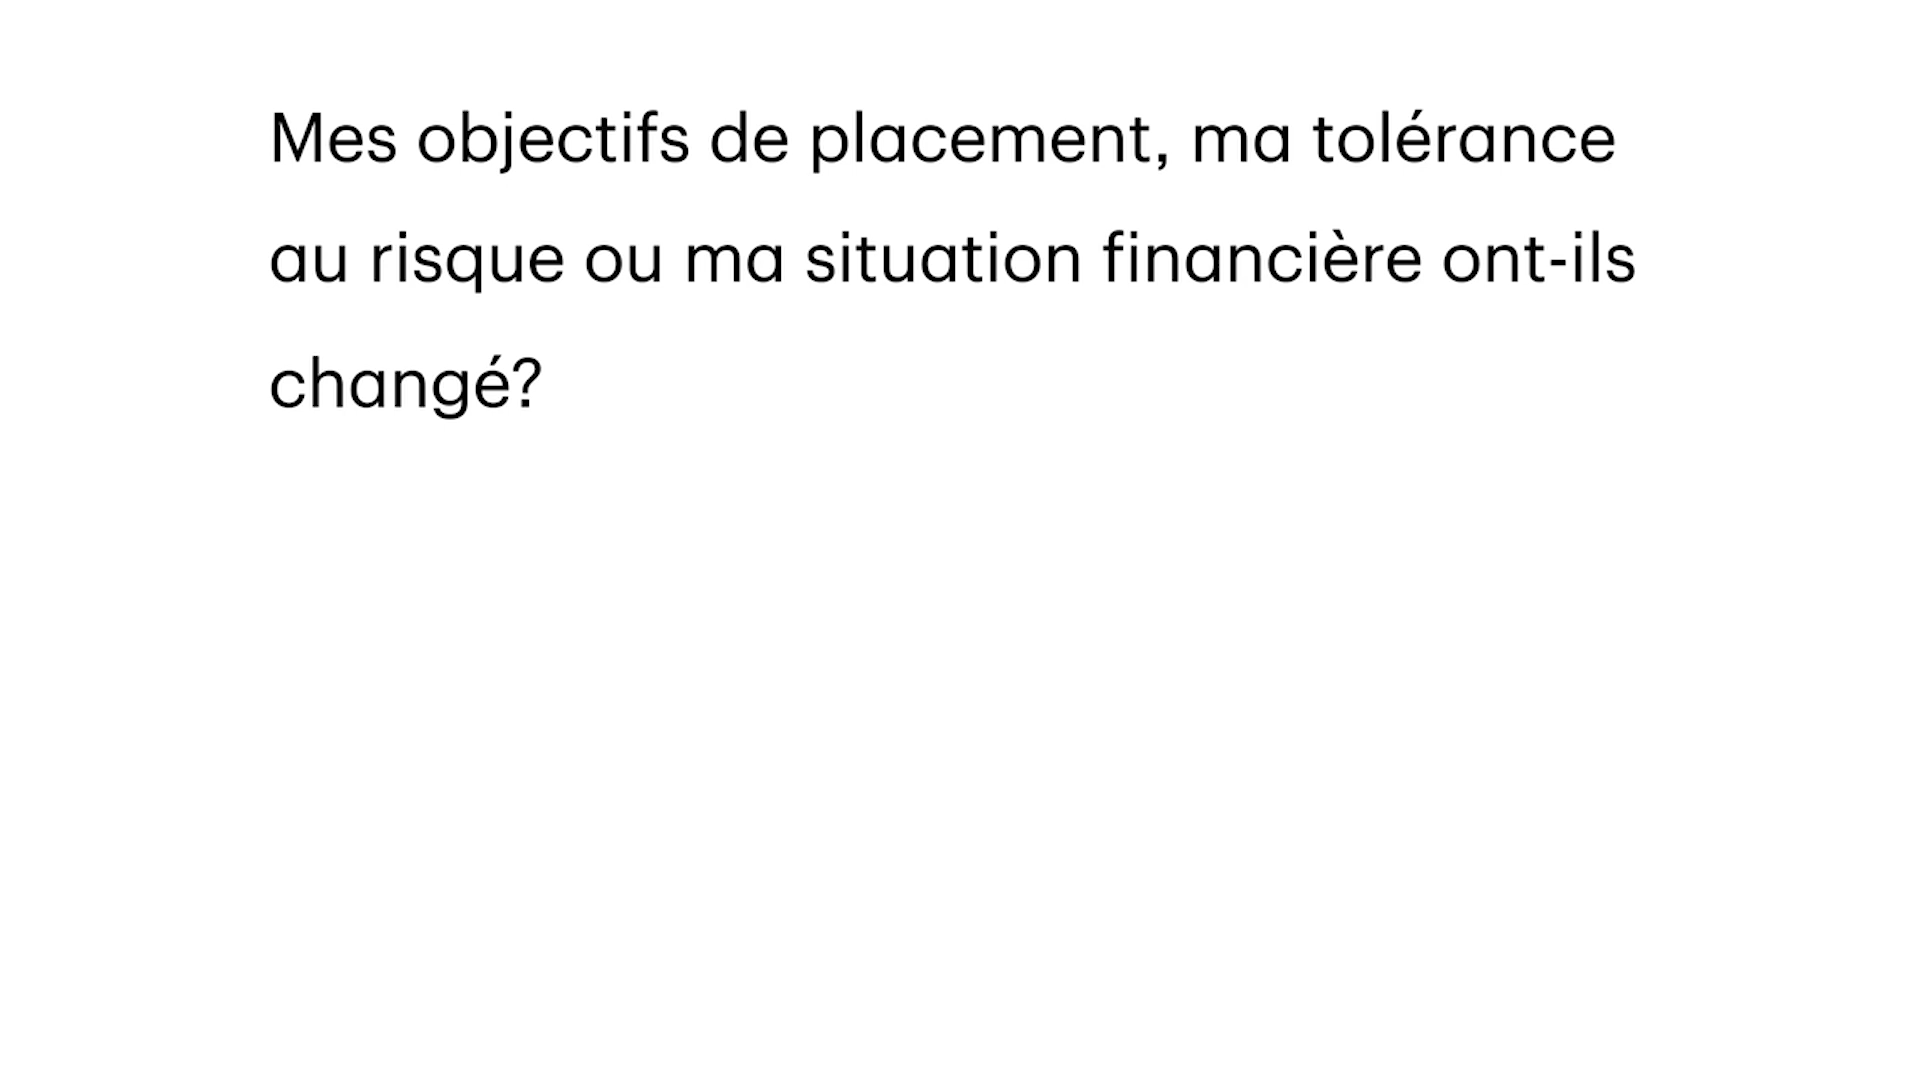 Mes objectifs de placement, ma tolérance
au risque ou ma situation financière ont-ils
changé?